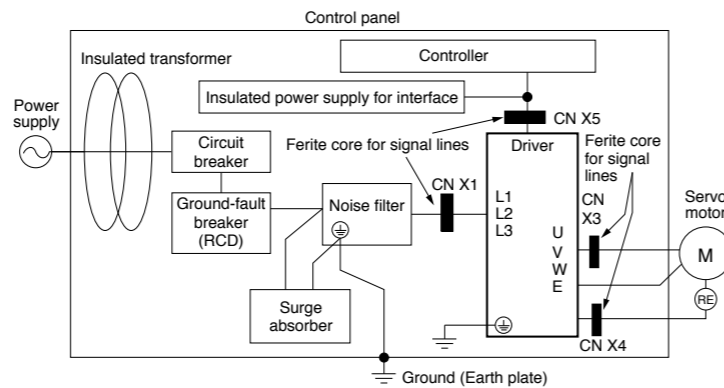 Control panel
Insulated transformer
Controller
Insulated power supply for interface
Power
supply
CN X5
Ferite core for signal lines
Driver
Ferite core
for signal
lines
Circuit
breaker
CN X1
Ground-fault
breaker
(RCD)
Noise filter
L1
L2
L3
CN
X3
Servo
motor
U
V
W
E
M
RE
Surge
absorber
CN X4
Ground (Earth plate)